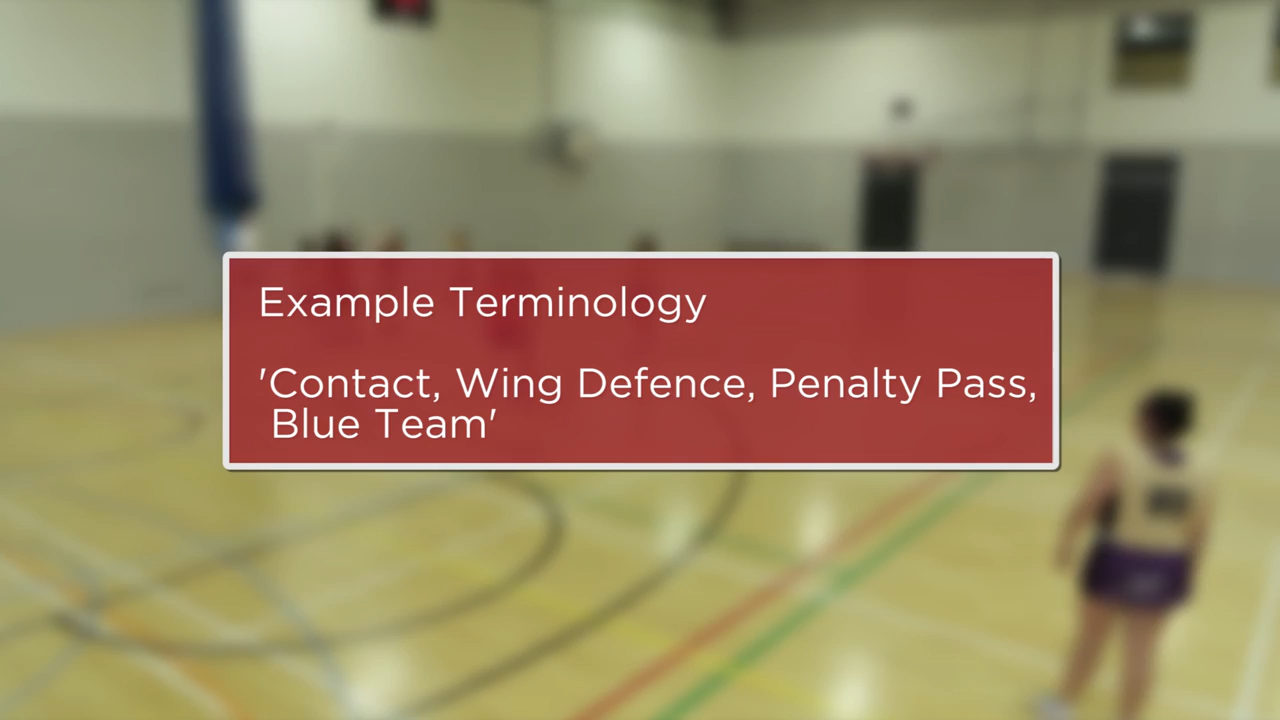 Example Terminology
'Contact, Wing Defence, Penalty Pass,
Blue Team'